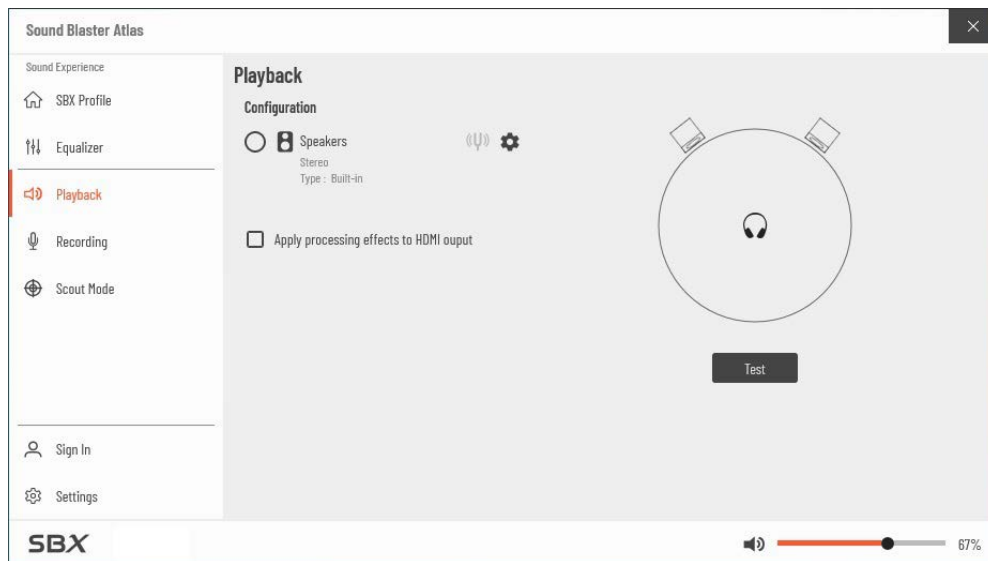 Sound Blaster Atlas
Sound Experience
SBX Profile
Equalizer
Playback
Recording
Scout Mode
Sign In
Settings
SBX
Playback
Configuration
Speakers
Stereo
Type : Built-in
Apply processing effects to HDMI ouput
Test
67%